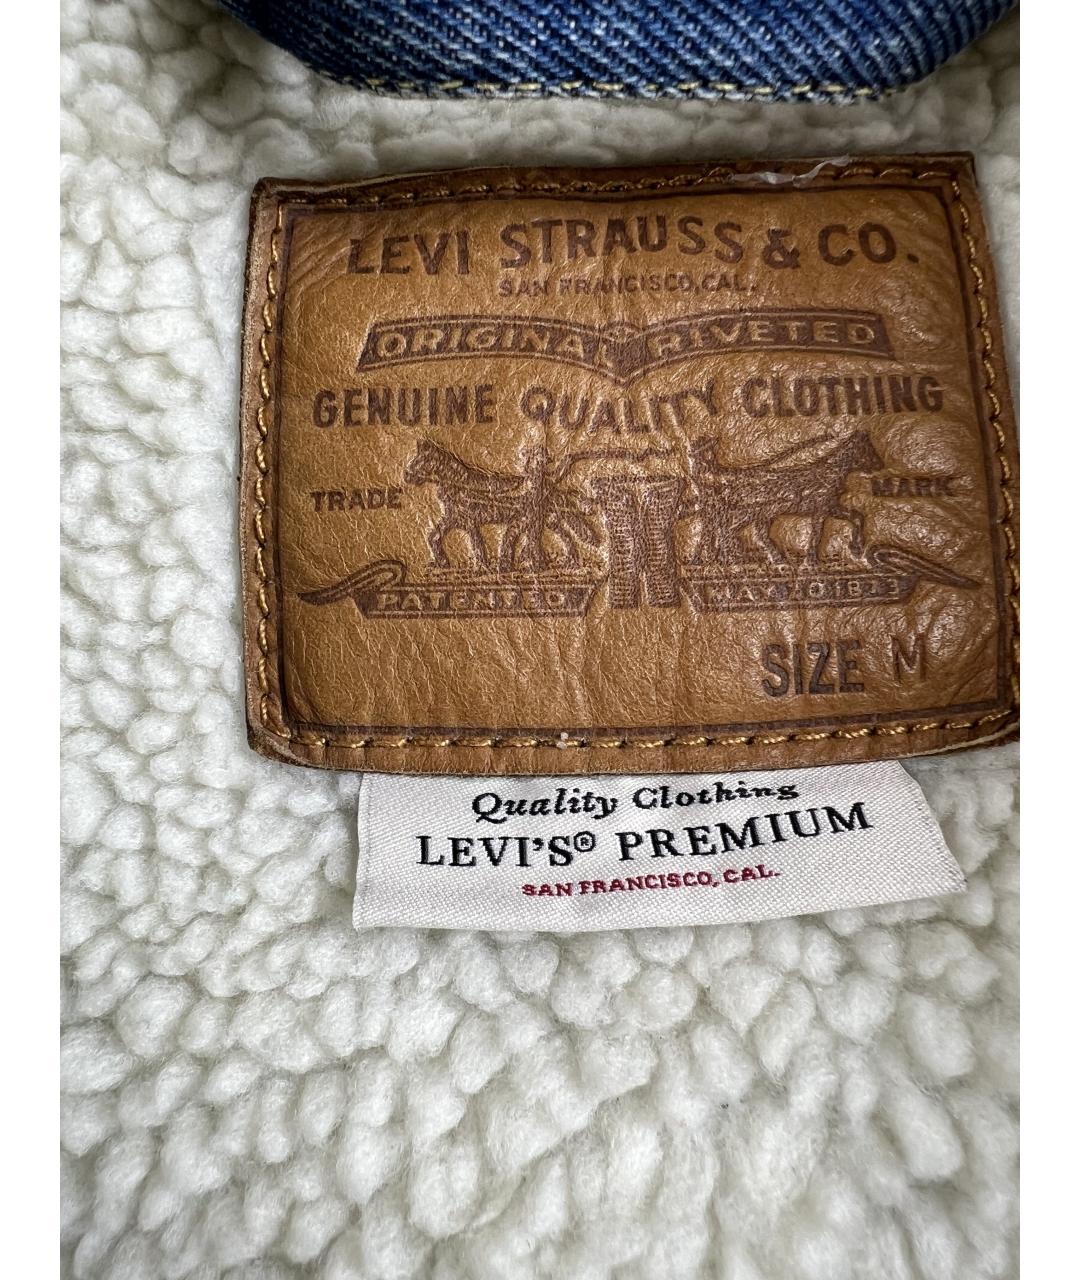 LEVI STRAUSS & CO.
SAN FRANCISCO, CAL.
ORIGINAL RIVETED
GENUINE QUALITY CLOTHING
TRADE MARK
PATENTED MAY 20 1873
SIZE M
Quality Clothing
LEVI'S® PREMIUM
SAN FRANCISCO, CAL.